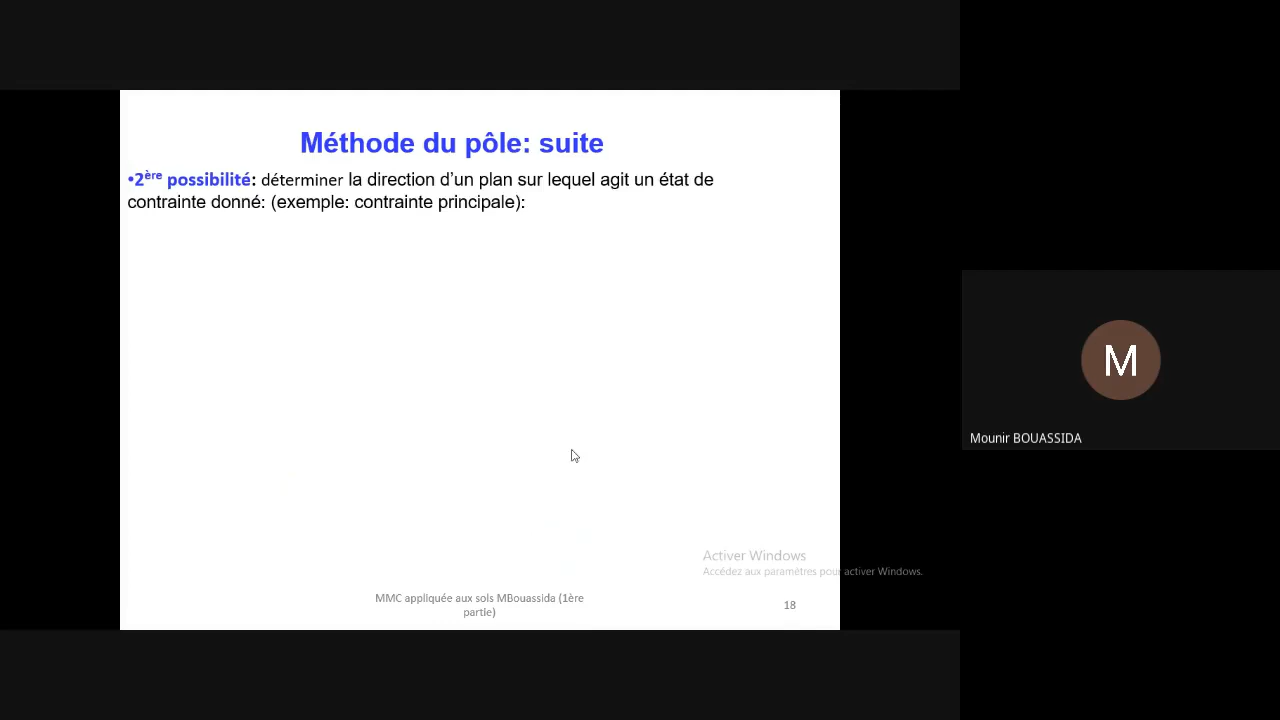 Méthode du pôle: suite
•2ère possibilité: déterminer la direction d’un plan sur lequel agit un état de
contrainte donné: (exemple: contrainte principale):
M
Mounir BOUASSIDA
Activer Windows
Accédez aux paramètres pour activer Windows.
MMC appliquée aux sols MBouassida (1ère
partie)
18